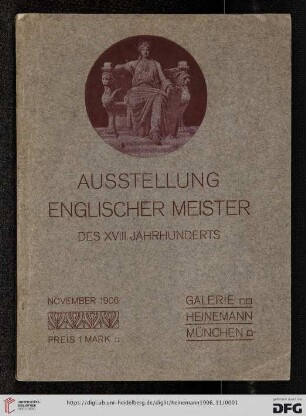 AUSSTELLUNG
ENGLISCHER MEISTER
DES XVIII. JAHRHUNDERTS
NOVEMBER 1906
PREIS 1 MARK
GALERIE
HEINEMANN
MÜNCHEN
https://digi.ub.uni-heidelberg.de/diglit/heinemann1906_11/0001
DFG